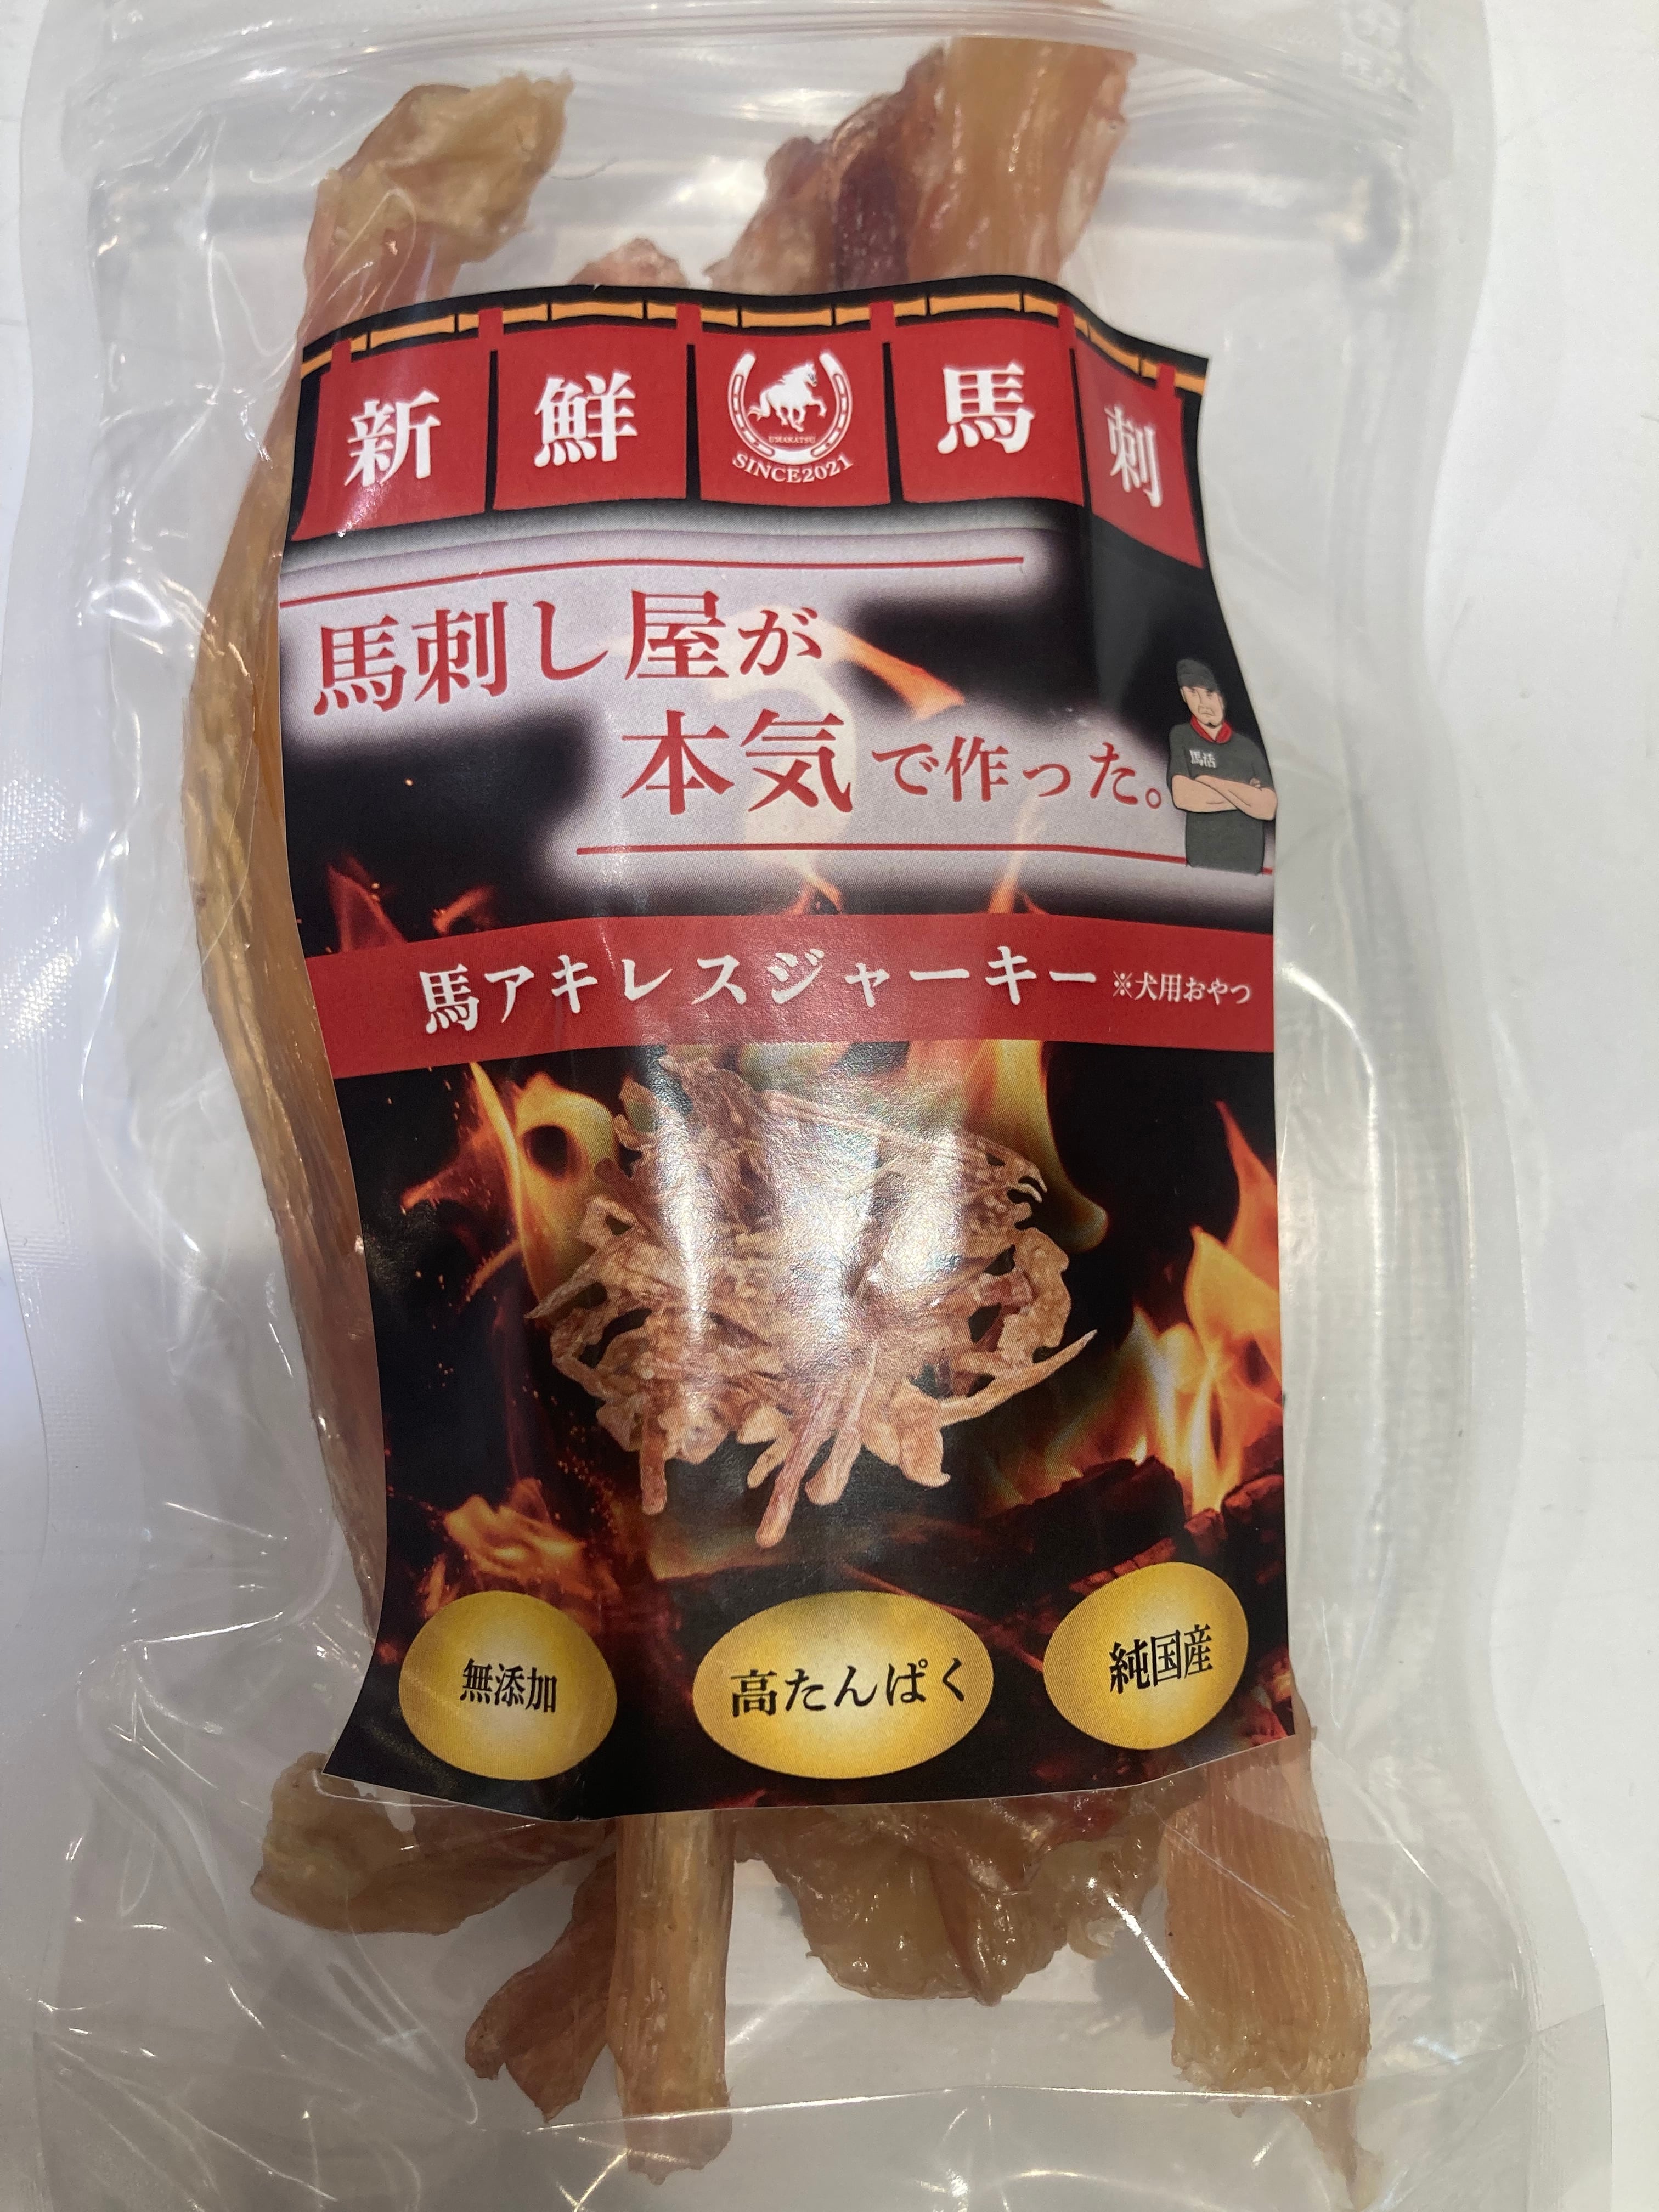 新鮮馬刺
UMAKATSU
SINCE2021
馬刺し屋が
本気で作った。
馬活
馬アキレスジャーキー ※犬用おやつ
無添加 高たんぱく 純国産